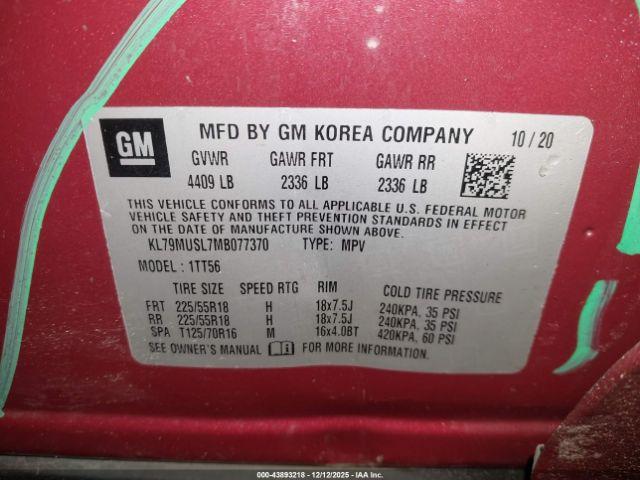 GM MFD BY GM KOREA COMPANY 10/20
GVWR GAWR FRT GAWR RR
4409 LB 2336 LB 2336 LB
THIS VEHICLE CONFORMS TO ALL APPLICABLE U.S. FEDERAL MOTOR
VEHICLE SAFETY AND THEFT PREVENTION STANDARDS IN EFFECT
ON THE DATE OF MANUFACTURE SHOWN ABOVE.
KL79MUSL7MB077370 TYPE: MPV
MODEL: 1TT56
TIRE SIZE SPEED RTG RIM COLD TIRE PRESSURE
FRT 225/55R18 H 18x7.5J 240KPA, 35 PSI
RR 225/55R18 H 18x7.5J 240KPA, 35 PSI
SPA T125/70R16 M 16x4.0BT 420KPA, 60 PSI
SEE OWNER'S MANUAL FOR MORE INFORMATION.
000-43893218 - 12/12/2025 - IAA Inc.